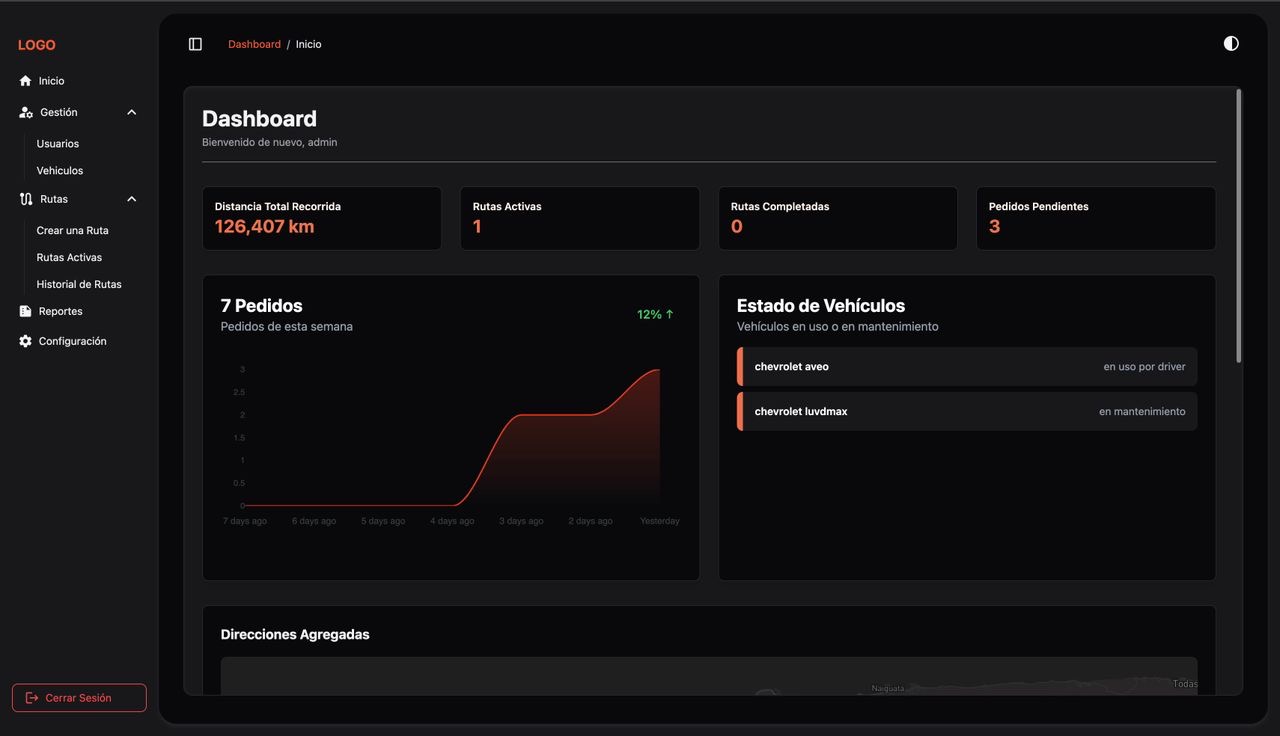 LOGO
Inicio
Gestión
Usuarios
Vehiculos
Rutas
Crear una Ruta
Rutas Activas
Historial de Rutas
Reportes
Configuración
Cerrar Sesión
Dashboard / Inicio
Dashboard
Bienvenido de nuevo, admin
Distancia Total Recorrida
126,407 km
Rutas Activas
1
Rutas Completadas
0
Pedidos Pendientes
3
7 Pedidos
Pedidos de esta semana
12% ↑
3
2.5
2
1.5
1
0.5
0
7 days ago 6 days ago 5 days ago 4 days ago 3 days ago 2 days ago Yesterday
Estado de Vehículos
Vehículos en uso o en mantenimiento
chevrolet aveo en uso por driver
chevrolet luvdmax en mantenimiento
Direcciones Agregadas
Naiguatá
Todas